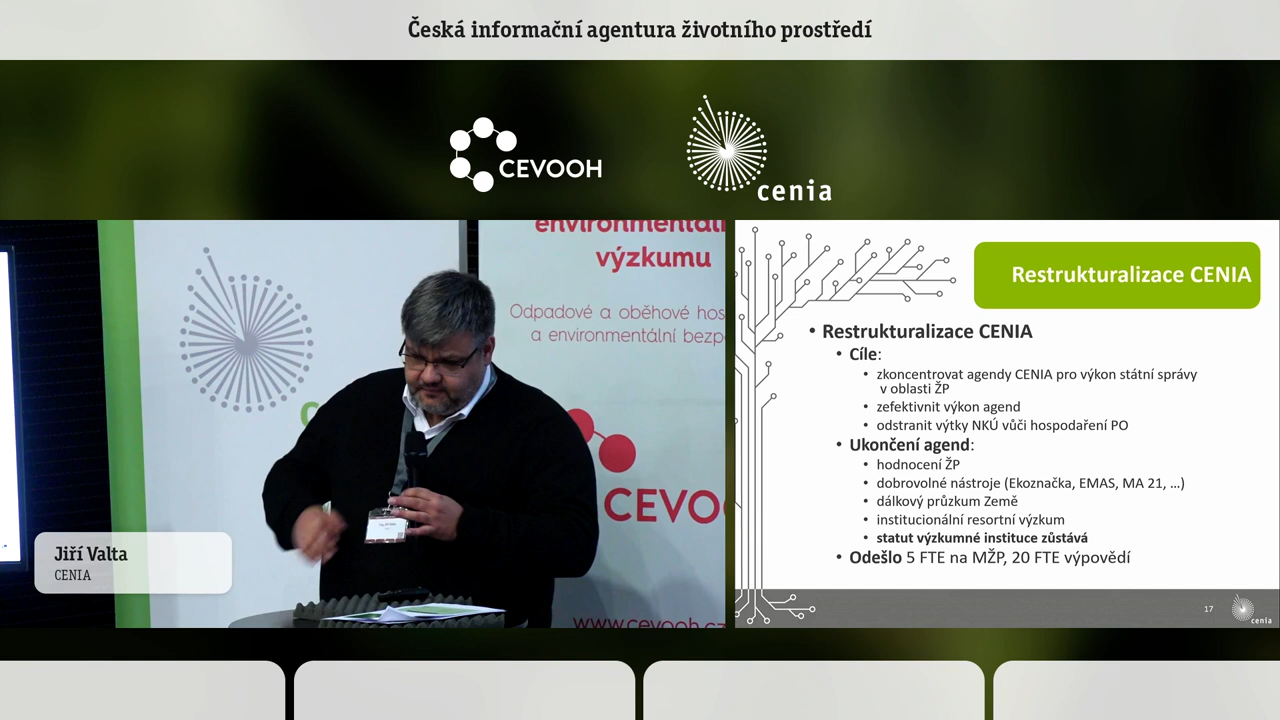 Česká informační agentura životního prostředí
CEVOOH
cenia
environmentál
výzkumu
Odpadové a oběhové hos
a environmentální bezp
CEVO
www.cevooh.cz
Jiří Valta
CENIA
Restrukturalizace CENIA
• Restrukturalizace CENIA
• Cíle:
• zkoncentrovat agendy CENIA pro výkon státní správy
v oblasti ŽP
• zefektivnit výkon agend
• odstranit výtky NKÚ vůči hospodaření PO
• Ukončení agend:
• hodnocení ŽP
• dobrovolné nástroje (Ekoznačka, EMAS, MA 21, …)
• dálkový průzkum Země
• institucionální resortní výzkum
• statut výzkumné instituce zůstává
• Odešlo 5 FTE na MŽP, 20 FTE výpovědí
17
cenia